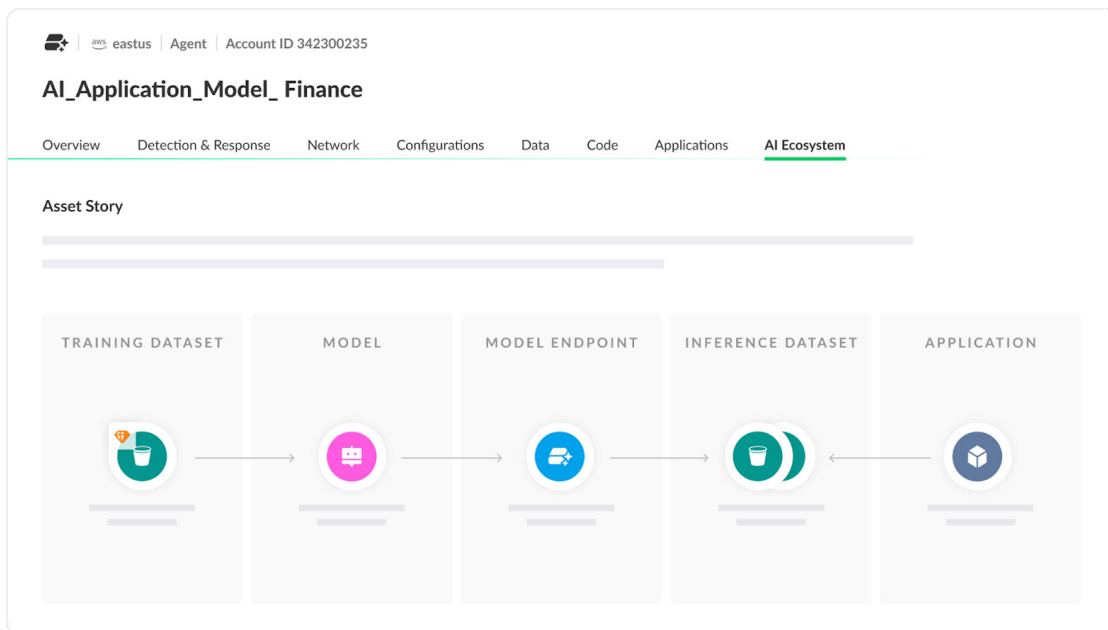 aws eastus Agent Account ID 342300235
AI_Application_Model_ Finance
Overview Detection & Response Network Configurations Data Code Applications AI Ecosystem
Asset Story
TRAINING DATASET MODEL MODEL ENDPOINT INFERENCE DATASET APPLICATION